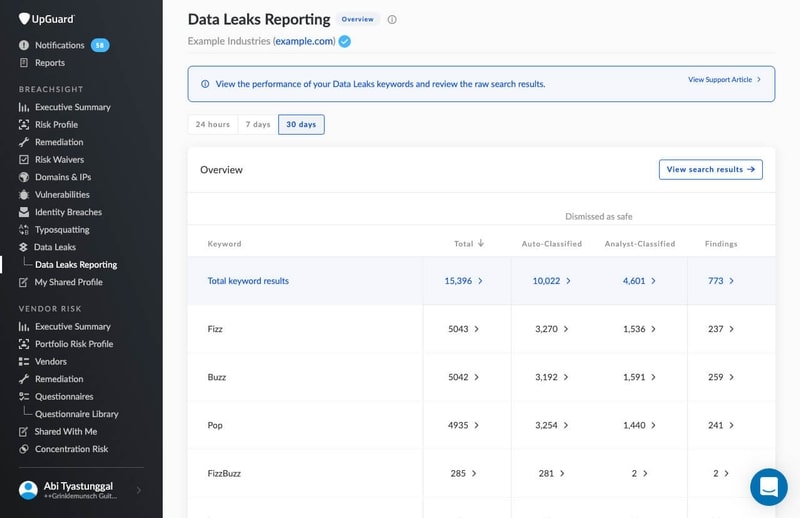 UpGuard
Notifications 58
Reports
BREACHSIGHT
Executive Summary
Risk Profile
Remediation
Risk Waivers
Domains & IPs
Vulnerabilities
Identity Breaches
Typosquatting
Data Leaks
Data Leaks Reporting
My Shared Profile
VENDOR RISK
Executive Summary
Portfolio Risk Profile
Vendors
Remediation
Questionnaires
Questionnaire Library
Shared With Me
Concentration Risk
Abi Tyastunggal
++Grinklemunsch Guit...
Data Leaks Reporting Overview
Example Industries (example.com)
View the performance of your Data Leaks keywords and review the raw search results. View Support Article
24 hours 7 days 30 days
Overview View search results →
Dismissed as safe
Keyword Total ↓ Auto-Classified Analyst-Classified Findings
Total keyword results 15,396 10,022 4,601 773
Fizz 5043 3,270 1,536 237
Buzz 5042 3,192 1,591 259
Pop 4935 3,254 1,440 241
FizzBuzz 285 281 2 2